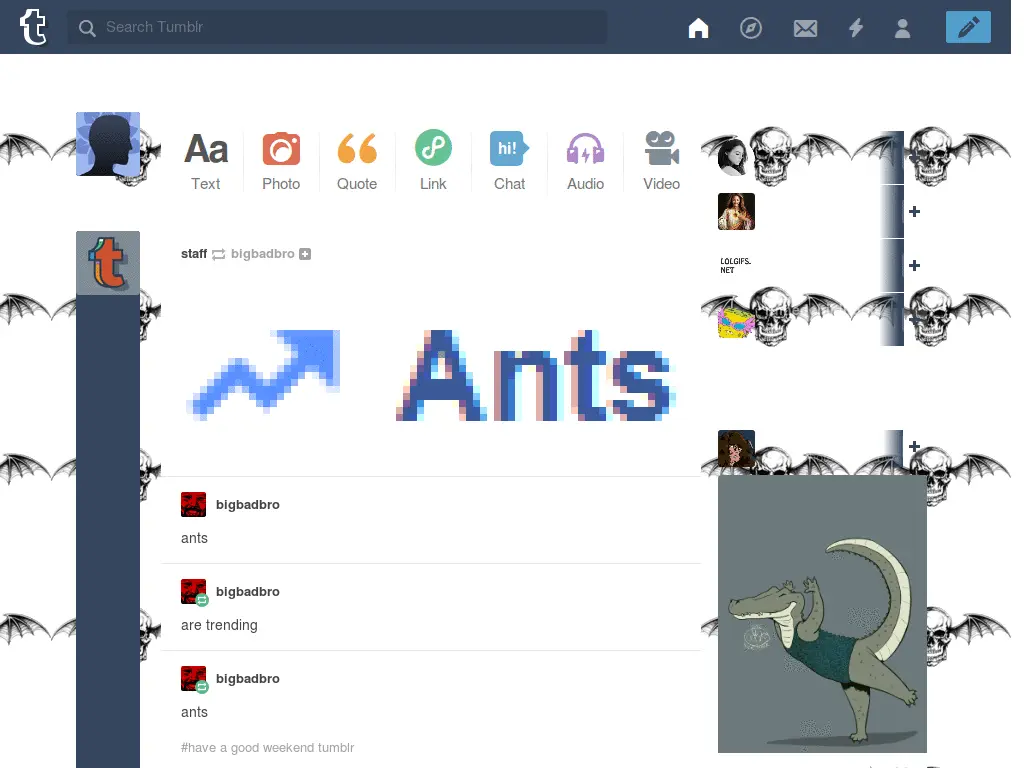 Search Tumblr
Aa
hi!
Text
Photo
Quote
Link
Chat
Audio
Video
staff bigbadbro
LOLGIFS.
NET
Ants
bigbadbro
ants
bigbadbro
are trending
bigbadbro
ants
#have a good weekend tumblr